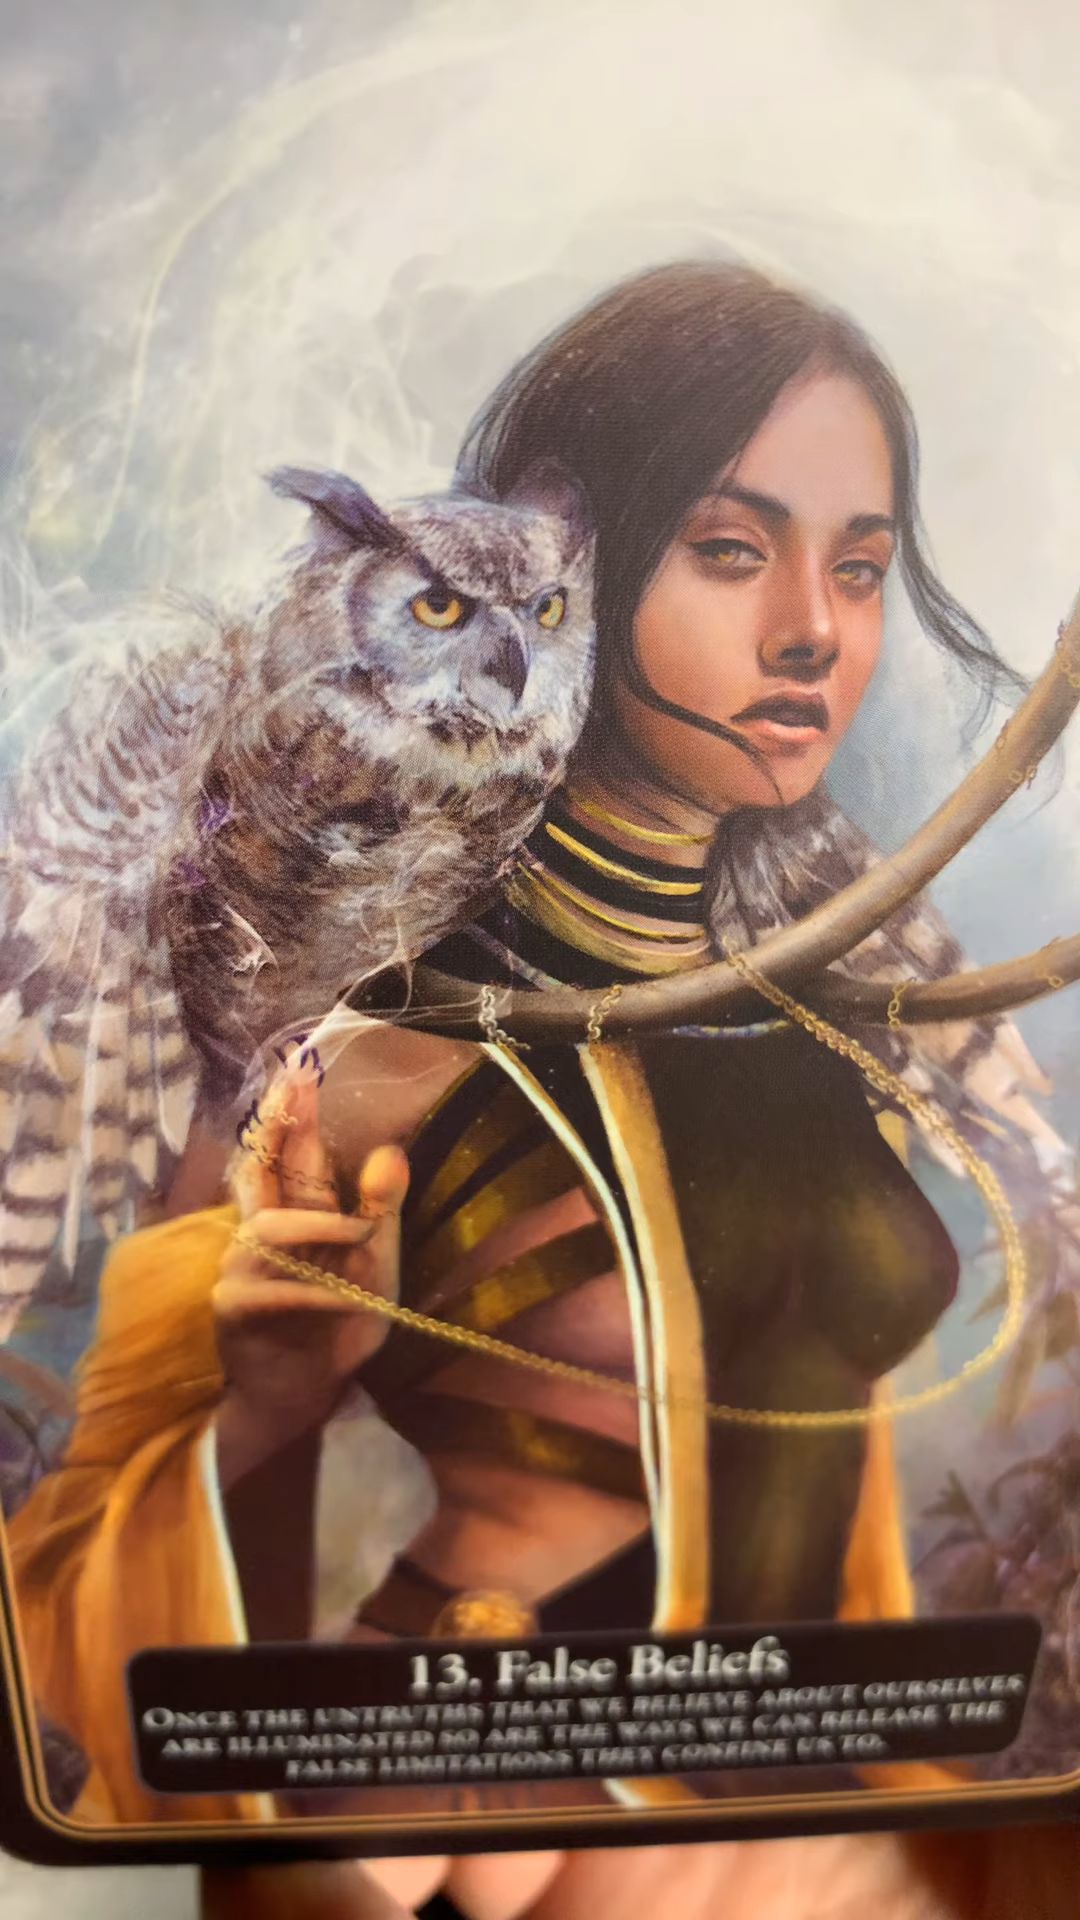 13. False Beliefs
ONCE THE UNTRUTHS THAT WE BELIEVE ABOUT OURSELVES
ARE ILLUMINATED SO ARE THE WAYS WE CAN RELEASE THE
FALSE LIMITATIONS THEY CONFINE US TO.